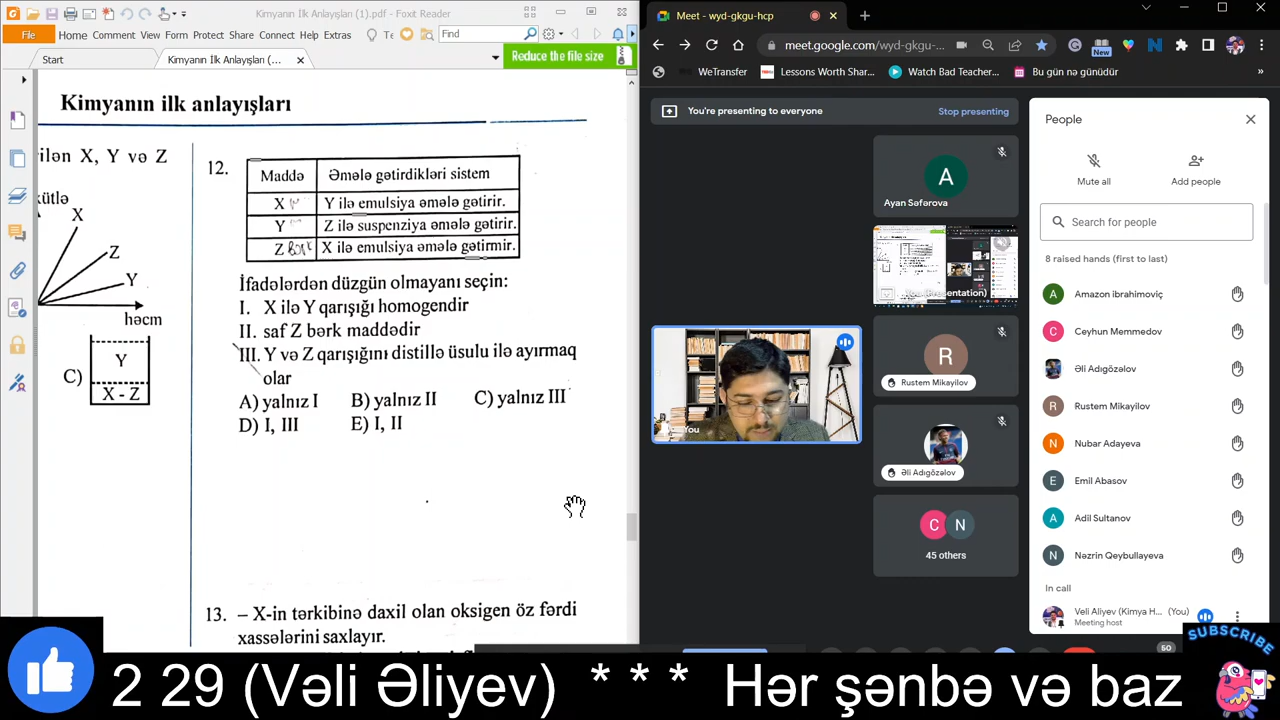 Kimyanın İlk Anlayışları (1).pdf - Foxit Reader
File Home Comment View Form Protect Share Connect Help Extras
Find
Start
Kimyanın İlk Anlayışları (...
Reduce the file size
Kimyanın ilk anlayışları
ilən X, Y və Z
kütlə
X
Z
Y
həcm
C)
Y
X - Z
12.
Maddə Əmələ gətirdikləri sistem
X Y ilə emulsiya əmələ gətirir.
Y Z ilə suspenziya əmələ gətirir.
Z X ilə emulsiya əmələ gətirmir.
İfadələrdən düzgün olmayanı seçin:
I. X ilə Y qarışığı homogendir
II. saf Z bərk maddədir
III. Y və Z qarışığını distillə üsulu ilə ayırmaq
olar
A) yalnız I B) yalnız II C) yalnız III
D) I, III E) I, II
13. – X-in tərkibinə daxil olan oksigen öz fərdi
xassələrini saxlayır.
Meet - wyd-gkgu-hcp
meet.google.com/wyd-gkgu-...
New
WeTransfer
Lessons Worth Shar...
Watch Bad Teacher...
Bu gün nə günüdür
»
You're presenting to everyone
Stop presenting
A
Ayan Səfərova
R
Rustem Mikayilov
Əli Adıgözəlov
C N
45 others
You
People
Mute all
Add people
Search for people
8 raised hands (first to last)
A Amazon ibrahimoviç
C Ceyhun Memmedov
Əli Adıgözəlov
R Rustem Mikayilov
N Nubar Adayeva
E Emil Abasov
A Adil Sultanov
N Nəzrin Qeybullayeva
In call
Veli Aliyev (Kimya H... (You)
Meeting host
50
SUBSCRIBE
2 29 (Vəli Əliyev) * * * Hər şənbə və baz